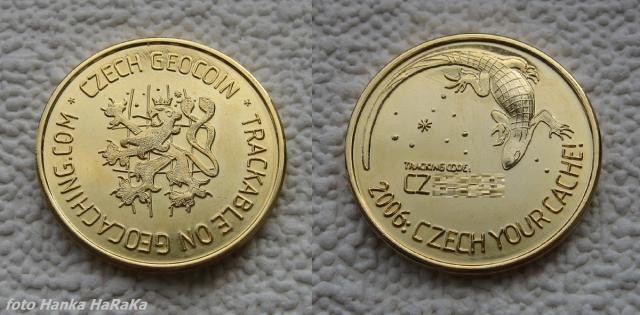 * CZECH GEOCOIN * TRACKABLE ON GEOCACHING.COM
TRACKING CODE:
CZ
2006: CZECH YOUR CACHE!
foto Hanka HaRaKa